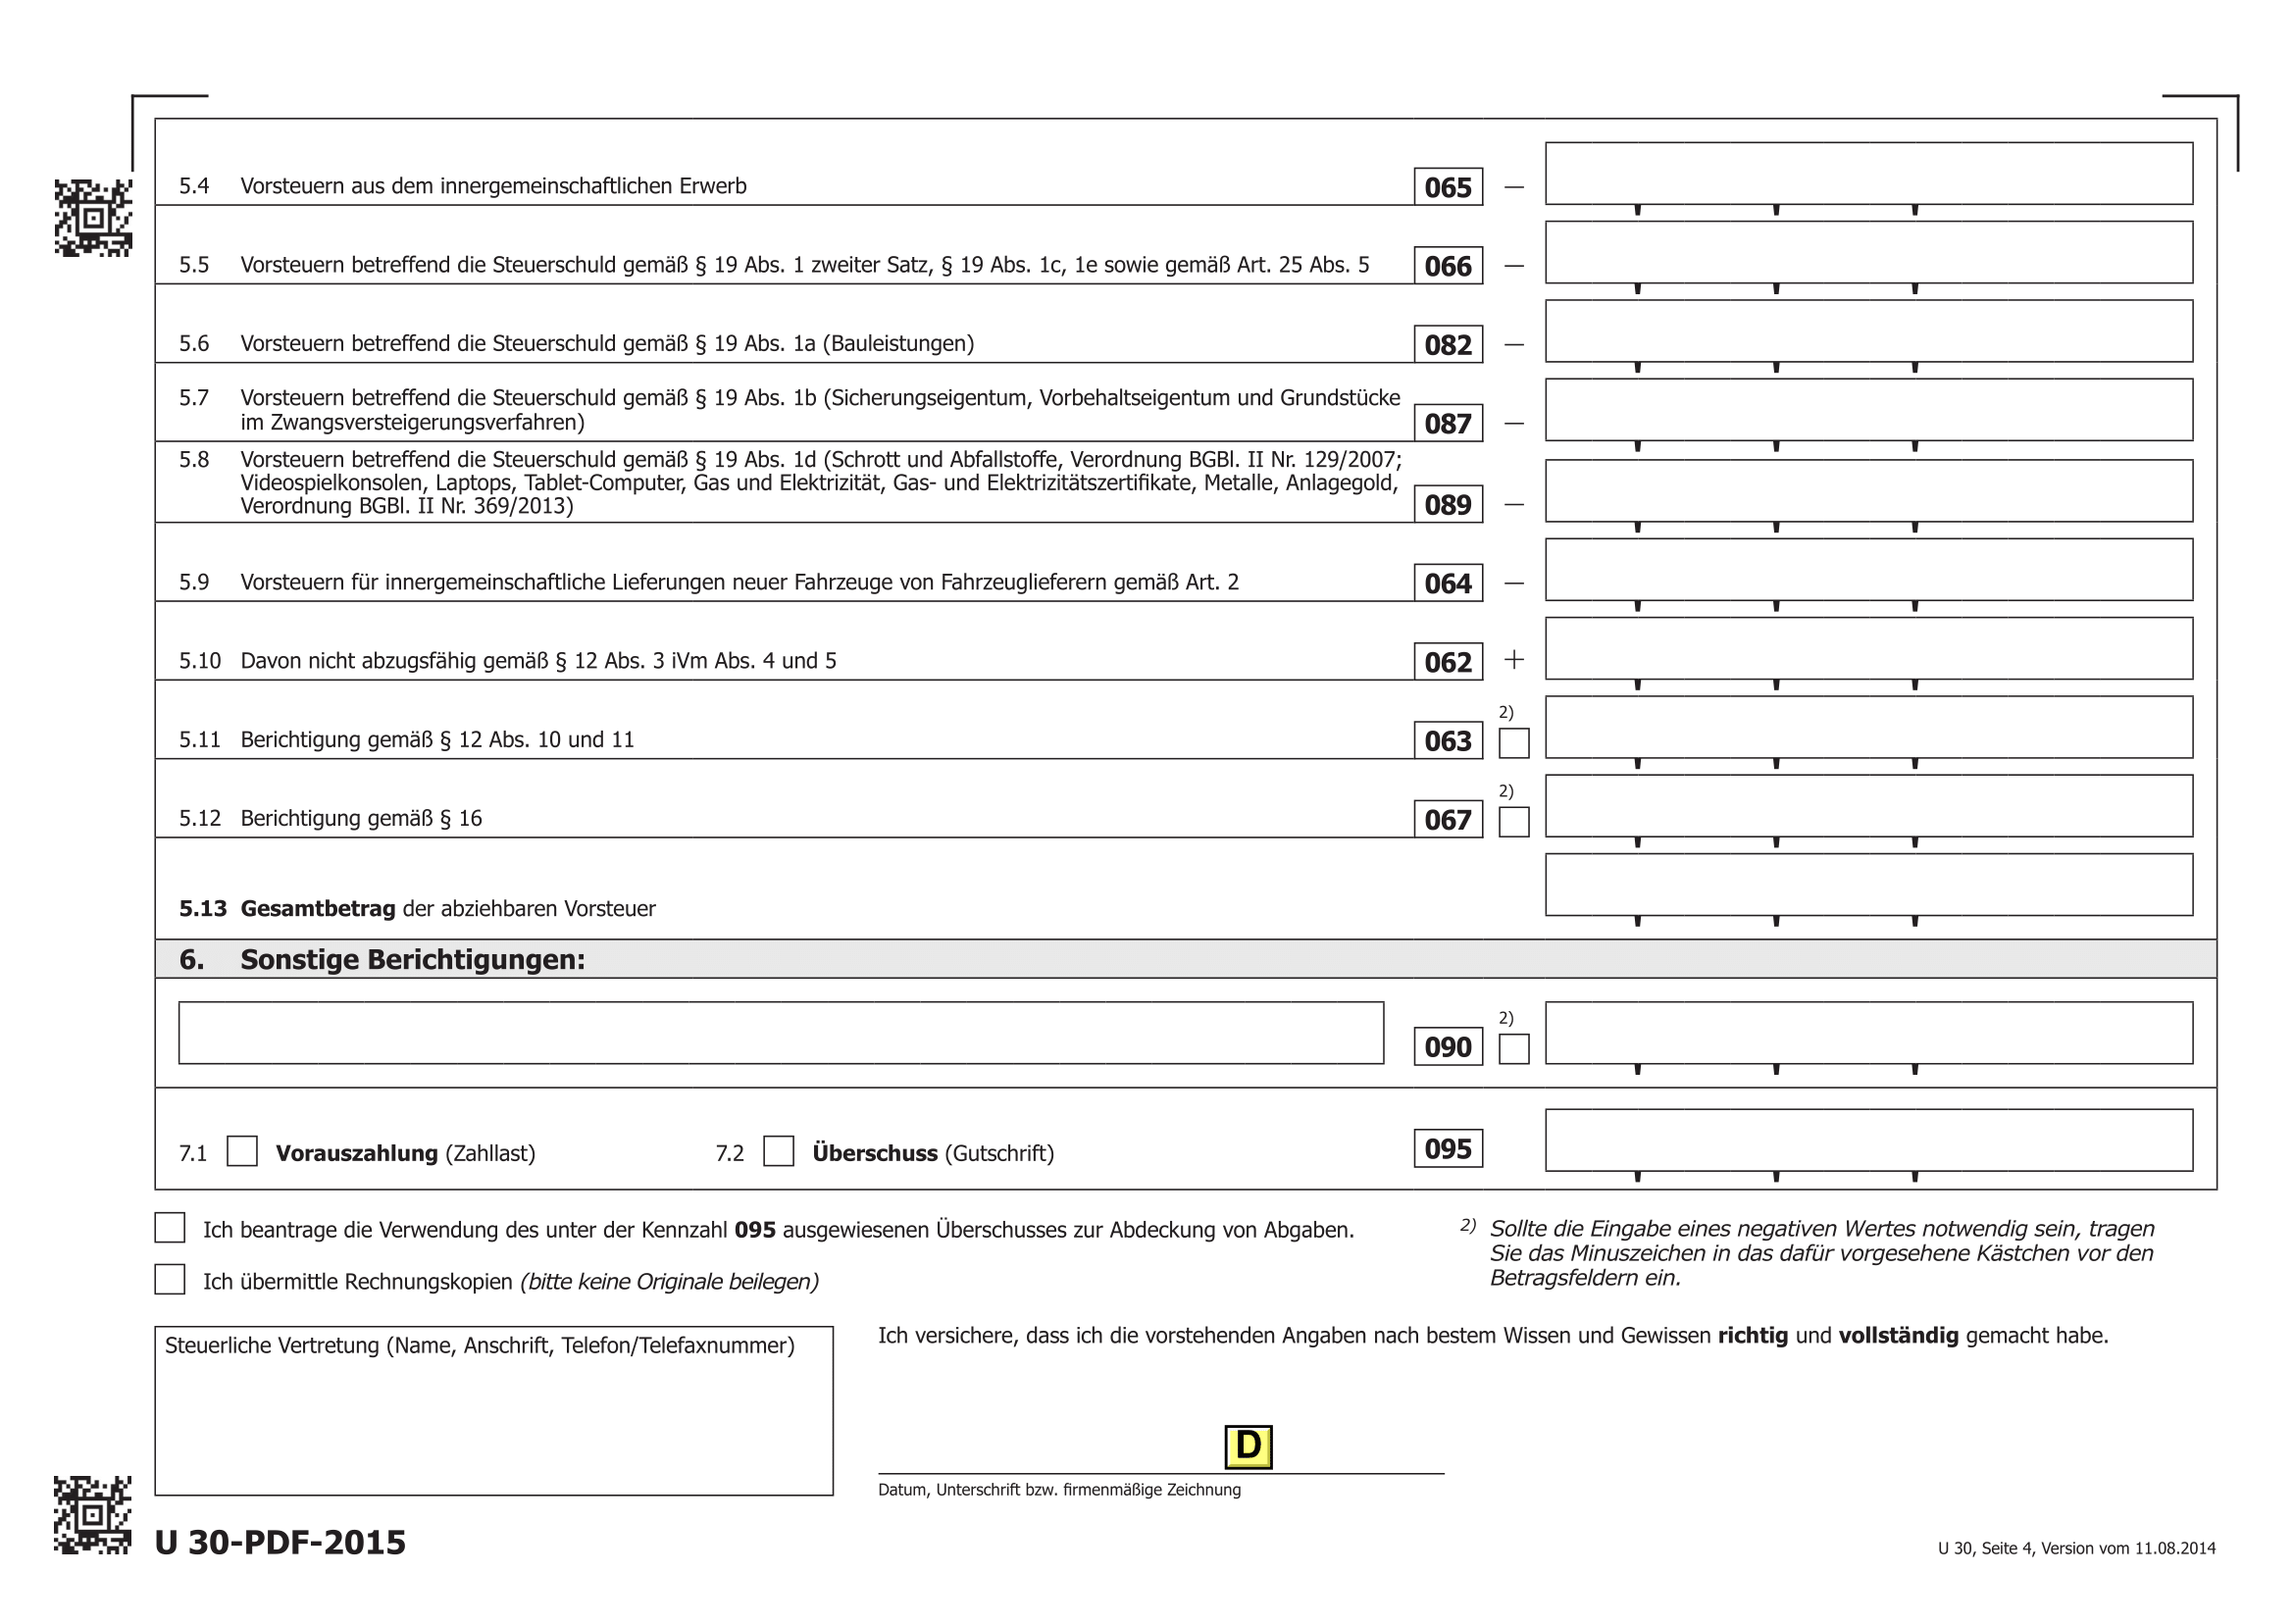 5.4 Vorsteuern aus dem innergemeinschaftlichen Erwerb 065 –
5.5 Vorsteuern betreffend die Steuerschuld gemäß § 19 Abs. 1 zweiter Satz, § 19 Abs. 1c, 1e sowie gemäß Art. 25 Abs. 5 066 –
5.6 Vorsteuern betreffend die Steuerschuld gemäß § 19 Abs. 1a (Bauleistungen) 082 –
5.7 Vorsteuern betreffend die Steuerschuld gemäß § 19 Abs. 1b (Sicherungseigentum, Vorbehaltseigentum und Grundstücke
im Zwangsversteigerungsverfahren) 087 –
5.8 Vorsteuern betreffend die Steuerschuld gemäß § 19 Abs. 1d (Schrott und Abfallstoffe, Verordnung BGBl. II Nr. 129/2007;
Videospielkonsolen, Laptops, Tablet-Computer, Gas und Elektrizität, Gas- und Elektrizitätszertifikate, Metalle, Anlagegold,
Verordnung BGBl. II Nr. 369/2013) 089 –
5.9 Vorsteuern für innergemeinschaftliche Lieferungen neuer Fahrzeuge von Fahrzeuglieferern gemäß Art. 2 064 –
5.10 Davon nicht abzugsfähig gemäß § 12 Abs. 3 iVm Abs. 4 und 5 062 +
2)
5.11 Berichtigung gemäß § 12 Abs. 10 und 11 063
2)
5.12 Berichtigung gemäß § 16 067
5.13 Gesamtbetrag der abziehbaren Vorsteuer
6. Sonstige Berichtigungen:
2)
090
7.1 Vorauszahlung (Zahllast) 7.2 Überschuss (Gutschrift) 095
Ich beantrage die Verwendung des unter der Kennzahl 095 ausgewiesenen Überschusses zur Abdeckung von Abgaben.
Ich übermittle Rechnungskopien (bitte keine Originale beilegen)
2) Sollte die Eingabe eines negativen Wertes notwendig sein, tragen
Sie das Minuszeichen in das dafür vorgesehene Kästchen vor den
Betragsfeldern ein.
Steuerliche Vertretung (Name, Anschrift, Telefon/Telefaxnummer)
Ich versichere, dass ich die vorstehenden Angaben nach bestem Wissen und Gewissen richtig und vollständig gemacht habe.
D
Datum, Unterschrift bzw. firmenmäßige Zeichnung
U 30-PDF-2015
U 30, Seite 4, Version vom 11.08.2014